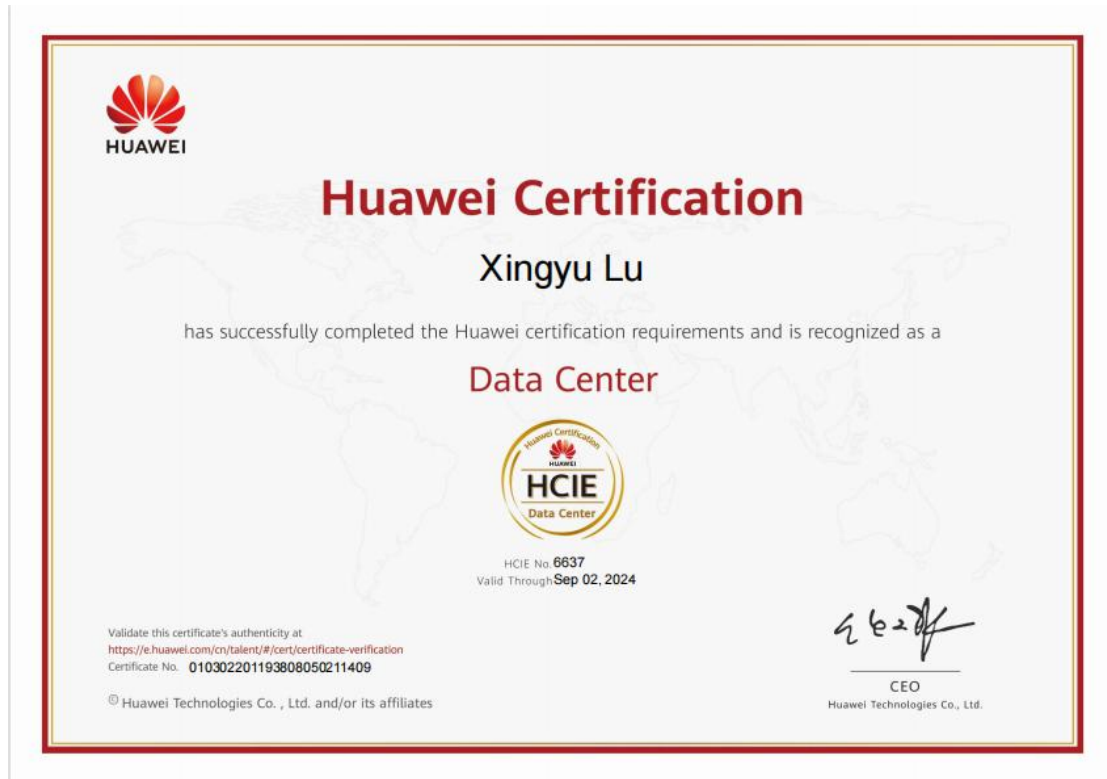 HUAWEI
Huawei Certification
Xingyu Lu
has successfully completed the Huawei certification requirements and is recognized as a
Data Center
Huawei Certification
HUAWEI
HCIE
Data Center
HCIE No. 6637
Valid Through Sep 02, 2024
Validate this certificate's authenticity at
https://e.huawei.com/cn/talent/#/cert/certificate-verification
Certificate No. 010302201193808050211409
© Huawei Technologies Co. , Ltd. and/or its affiliates
CEO
Huawei Technologies Co., Ltd.